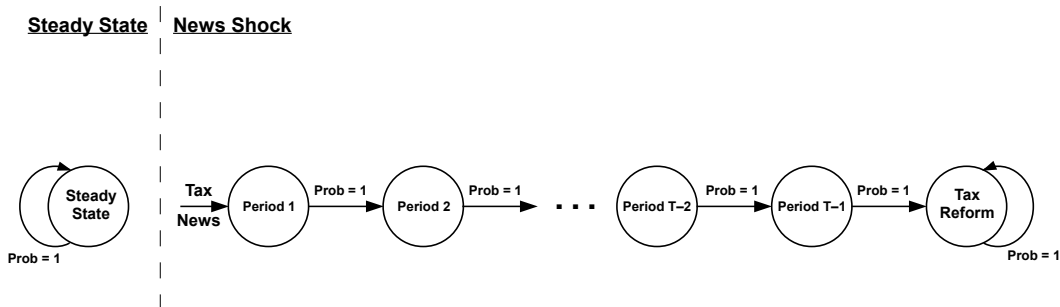 Steady State
News Shock
Steady
State
Prob = 1
Tax
News
Period 1
Prob = 1
Period 2
Prob = 1
. . .
Period T–2
Prob = 1
Period T–1
Prob = 1
Tax
Reform
Prob = 1